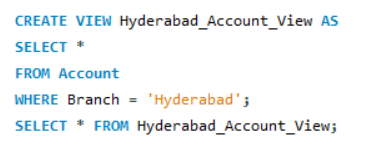 CREATE VIEW Hyderabad_Account_View AS
SELECT *
FROM Account
WHERE Branch = 'Hyderabad';
SELECT * FROM Hyderabad_Account_View;